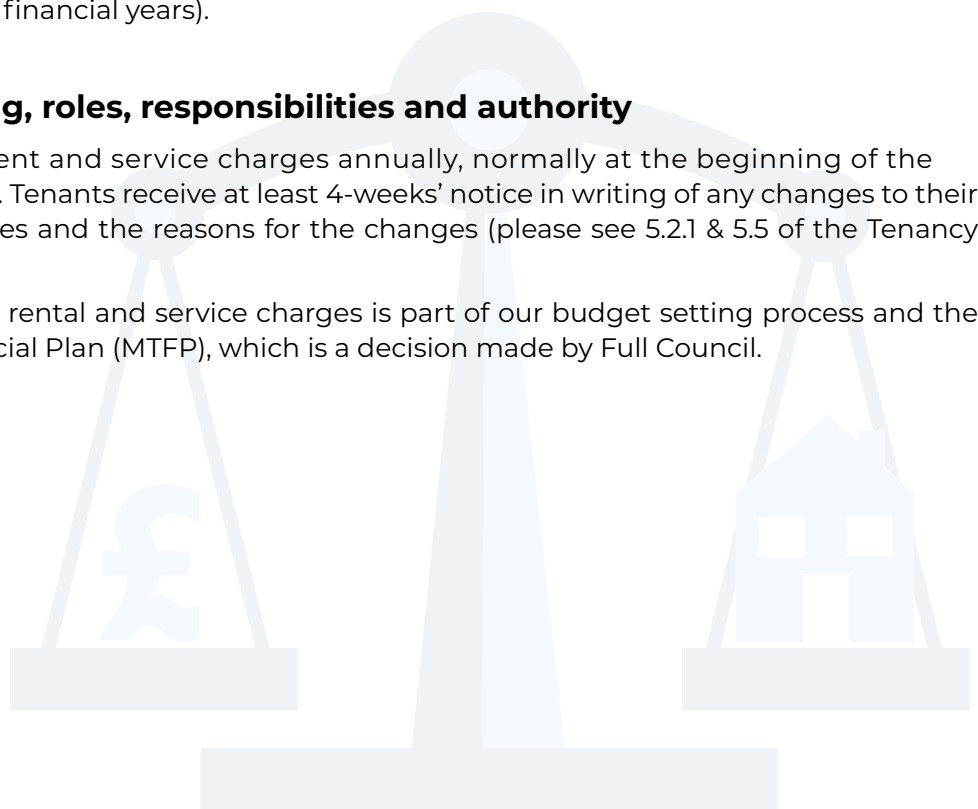 financial years).
g, roles, responsibilities and authority
ent and service charges annually, normally at the beginning of the
. Tenants receive at least 4-weeks’ notice in writing of any changes to their
es and the reasons for the changes (please see 5.2.1 & 5.5 of the Tenancy
rental and service charges is part of our budget setting process and the
cial Plan (MTFP), which is a decision made by Full Council.
£